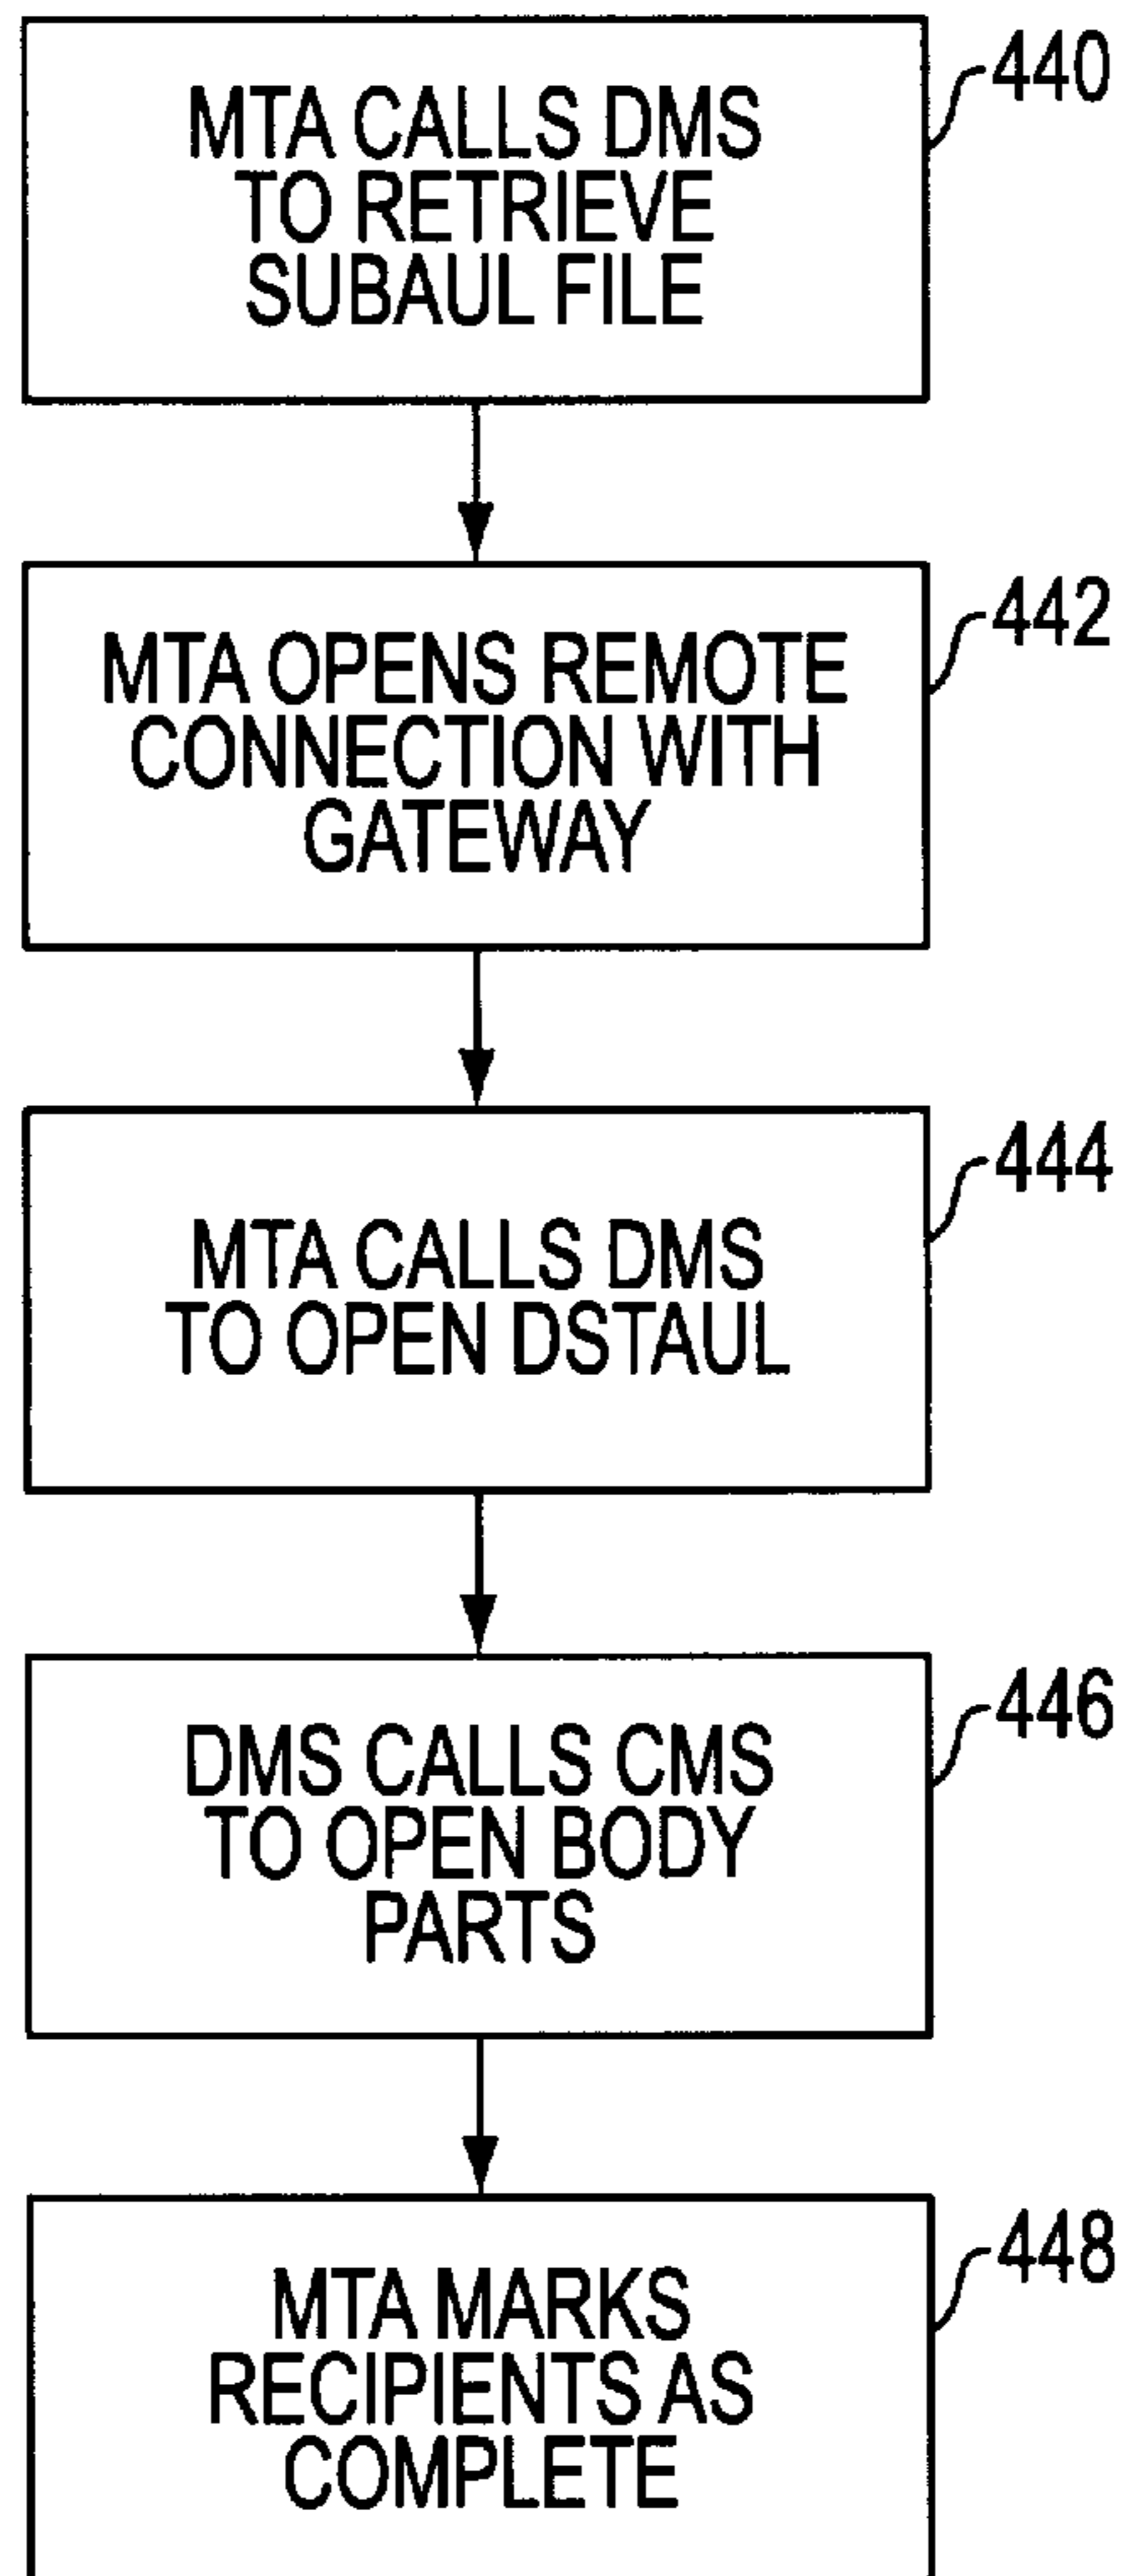 MTA CALLS DMS
TO RETRIEVE
SUBAUL FILE
440
MTA OPENS REMOTE
CONNECTION WITH
GATEWAY
442
MTA CALLS DMS
TO OPEN DSTAUL
444
DMS CALLS CMS
TO OPEN BODY
PARTS
446
MTA MARKS
RECIPIENTS AS
COMPLETE
448